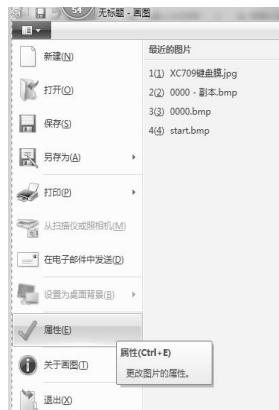 54
无标题 - 画图
最近的图片
新建(N)
1(1) XC709键盘摸.jpg
打开(O)
2(2) 0000 - 副本.bmp
3(3) 0000.bmp
保存(S)
4(4) start.bmp
另存为(A)
打印(P)
从扫描仪或照相机(M)
在电子邮件中发送(D)
设置为桌面背景(B)
属性(E)
属性(Ctrl+E)
更改图片的属性。
关于画图(T)
退出(X)